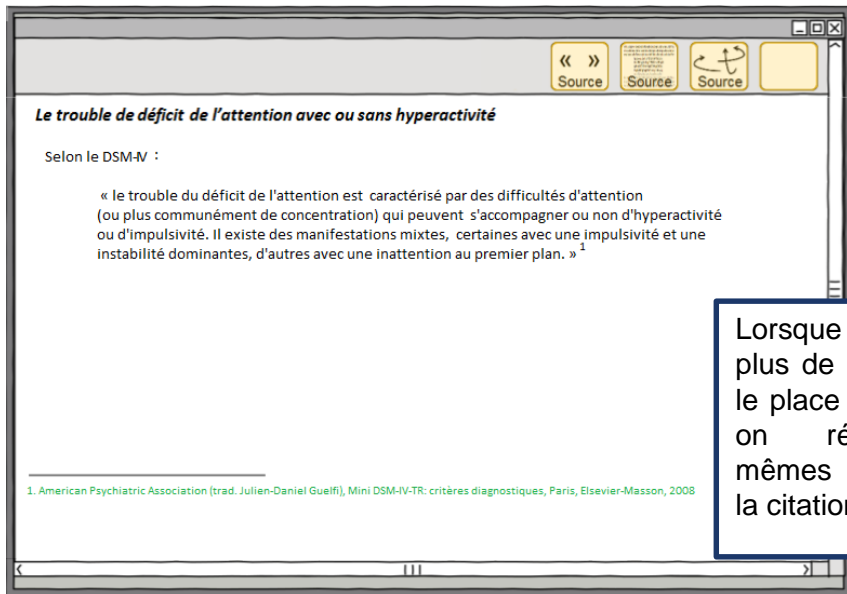 « »
Source
Source
Source
Le trouble de déficit de l'attention avec ou sans hyperactivité
Selon le DSM-IV :
« le trouble du déficit de l'attention est caractérisé par des difficultés d'attention
(ou plus communément de concentration) qui peuvent s'accompagner ou non d'hyperactivité
ou d'impulsivité. Il existe des manifestations mixtes, certaines avec une impulsivité et une
instabilité dominantes, d'autres avec une inattention au premier plan. » 1
1. American Psychiatric Association (trad. Julien-Daniel Guelfi), Mini DSM-IV-TR: critères diagnostiques, Paris, Elsevier-Masson, 2008
Lorsque
plus de
le place
on ré
mêmes
la citation